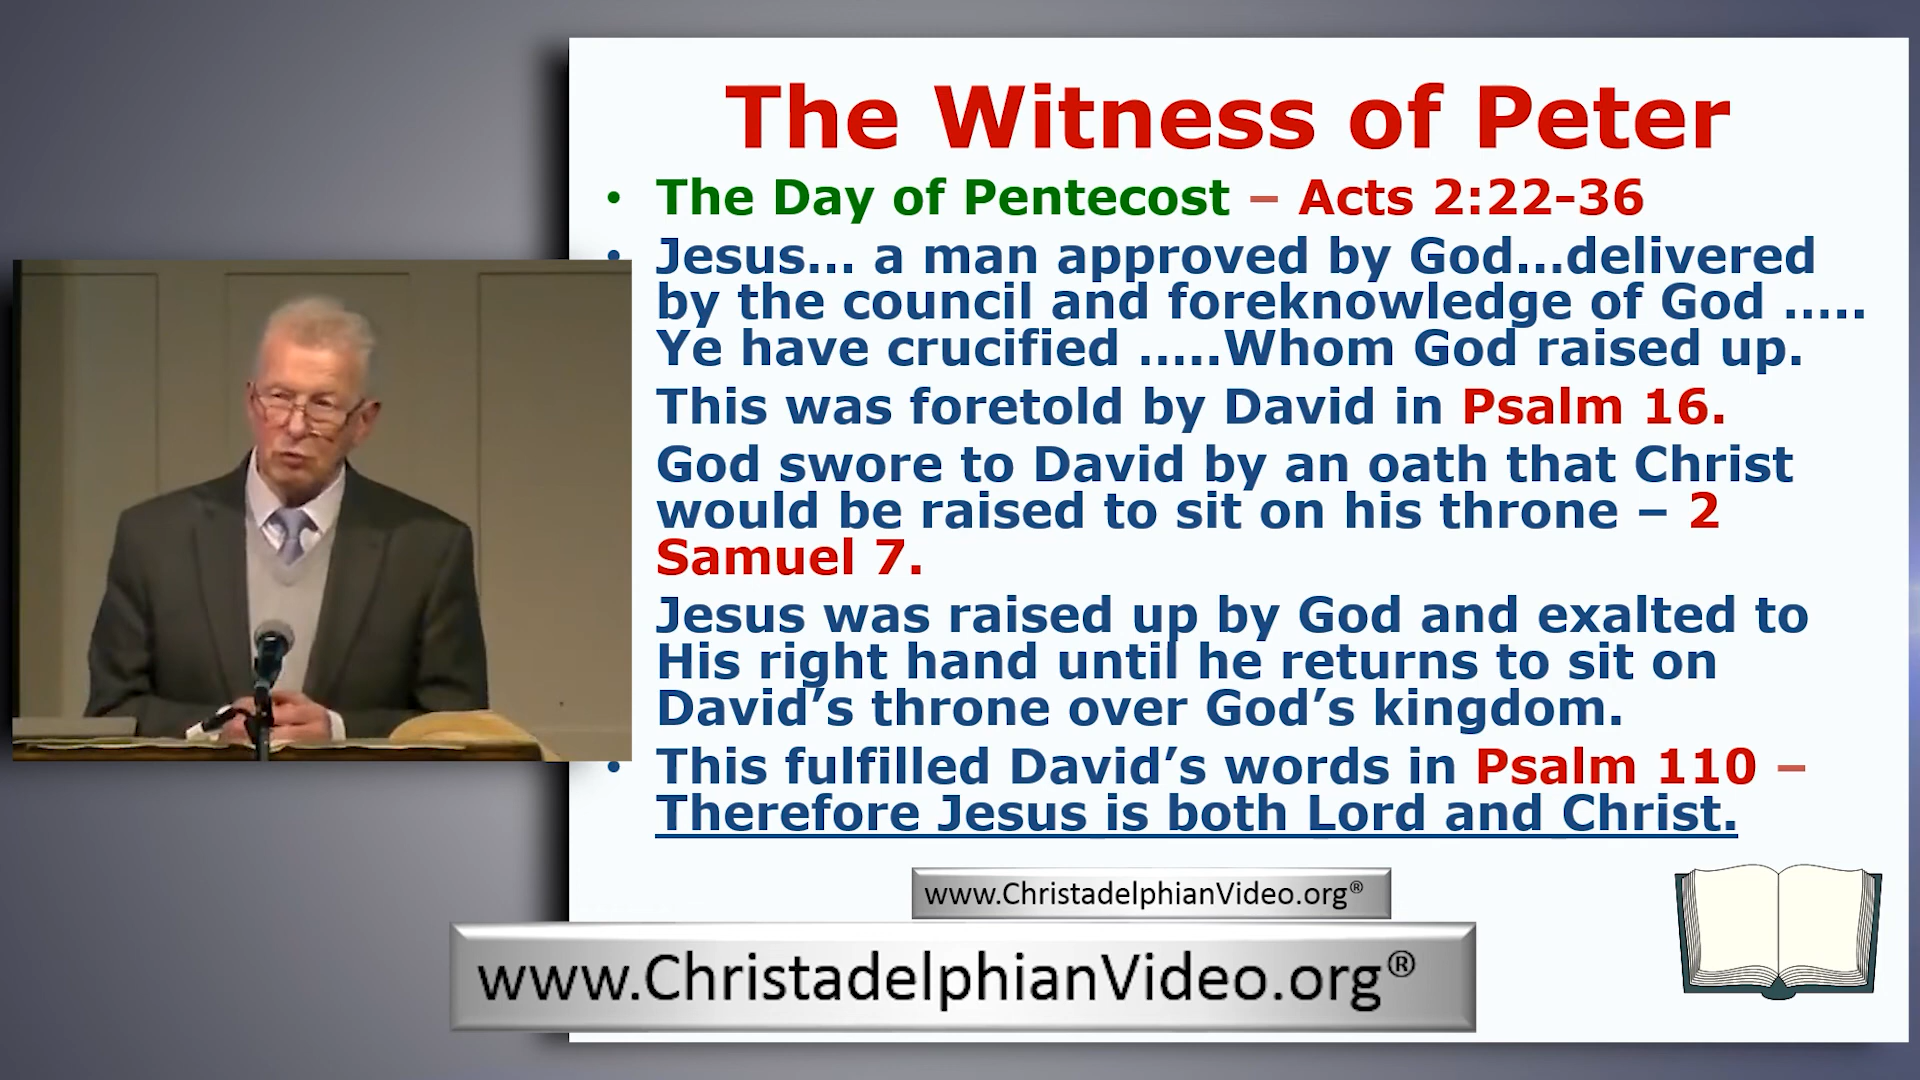 The Witness of Peter
• The Day of Pentecost – Acts 2:22-36
• Jesus... a man approved by God...delivered
by the council and foreknowledge of God .....
Ye have crucified .....Whom God raised up.
This was foretold by David in Psalm 16.
God swore to David by an oath that Christ
would be raised to sit on his throne – 2
Samuel 7.
Jesus was raised up by God and exalted to
His right hand until he returns to sit on
David’s throne over God’s kingdom.
• This fulfilled David’s words in Psalm 110 –
Therefore Jesus is both Lord and Christ.
www.ChristadelphianVideo.org®
www.ChristadelphianVideo.org®